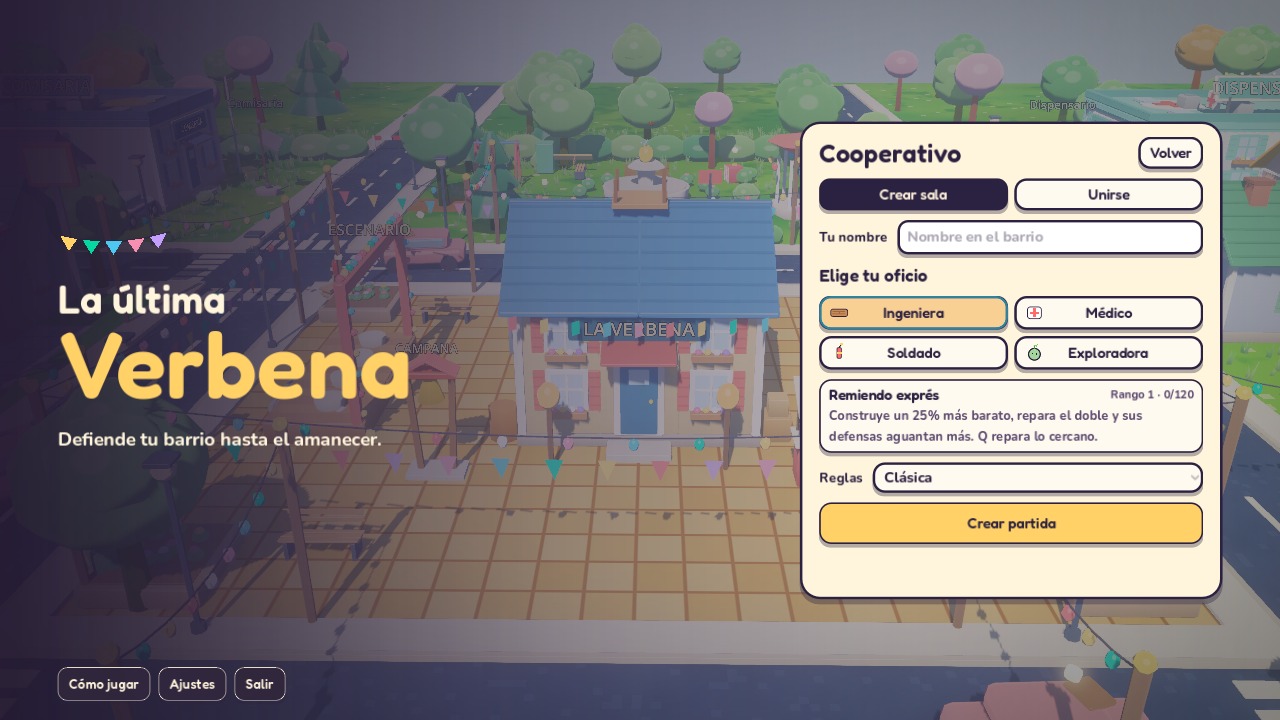 La última
Verbena
Defiende tu barrio hasta el amanecer.
Cómo jugar
Ajustes
Salir
ESCENARIO
CAMPANA
LA VERBENA
Dispensario
DISPENS
Cooperativo
Volver
Crear sala
Unirse
Tu nombre
Nombre en el barrio
Elige tu oficio
Ingeniera
Médico
Soldado
Exploradora
Remiendo exprés
Rango 1 · 0/120
Construye un 25% más barato, repara el doble y sus
defensas aguantan más. Q repara lo cercano.
Reglas
Clásica
Crear partida